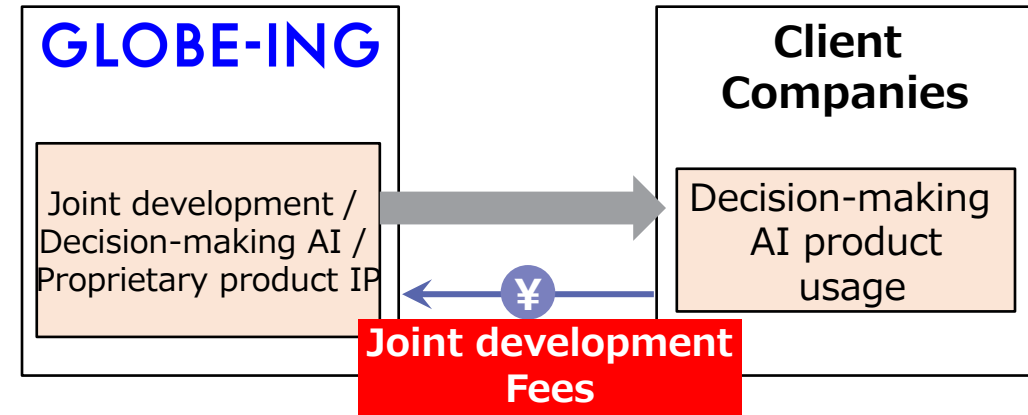 GLOBE-ING
Joint development /
Decision-making AI /
Proprietary product IP
Client
Companies
Decision-making
AI product
usage
¥
Joint development
Fees